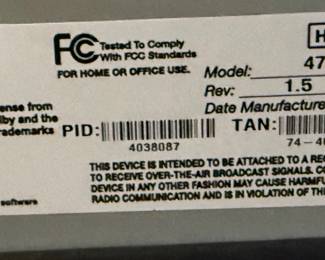 FC Tested To Comply
With FCC Standards
FOR HOME OR OFFICE USE.
H
Model: 47
Rev: 1.5
Date Manufacture
ense from
lby and the
rademarks
PID:
4038087
TAN:
74-4
software
THIS DEVICE IS INTENDED TO BE ATTACHED TO A RE
TO RECEIVE OVER-THE-AIR BROADCAST SIGNALS. CO
DEVICE IN ANY OTHER FASHION MAY CAUSE HARMFU
RADIO COMMUNICATION AND IS IN VIOLATION OF